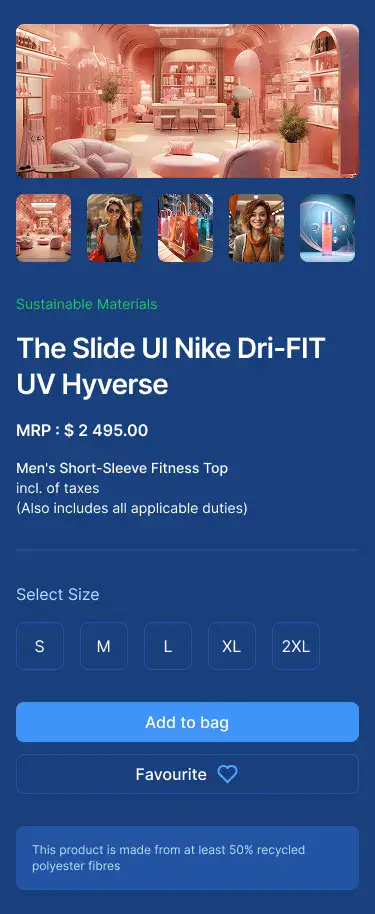 Sustainable Materials
The Slide UI Nike Dri-FIT
UV Hyverse
MRP : $ 2 495.00
Men's Short-Sleeve Fitness Top
incl. of taxes
(Also includes all applicable duties)
Select Size
S M L XL 2XL
Add to bag
Favourite
This product is made from at least 50% recycled
polyester fibres